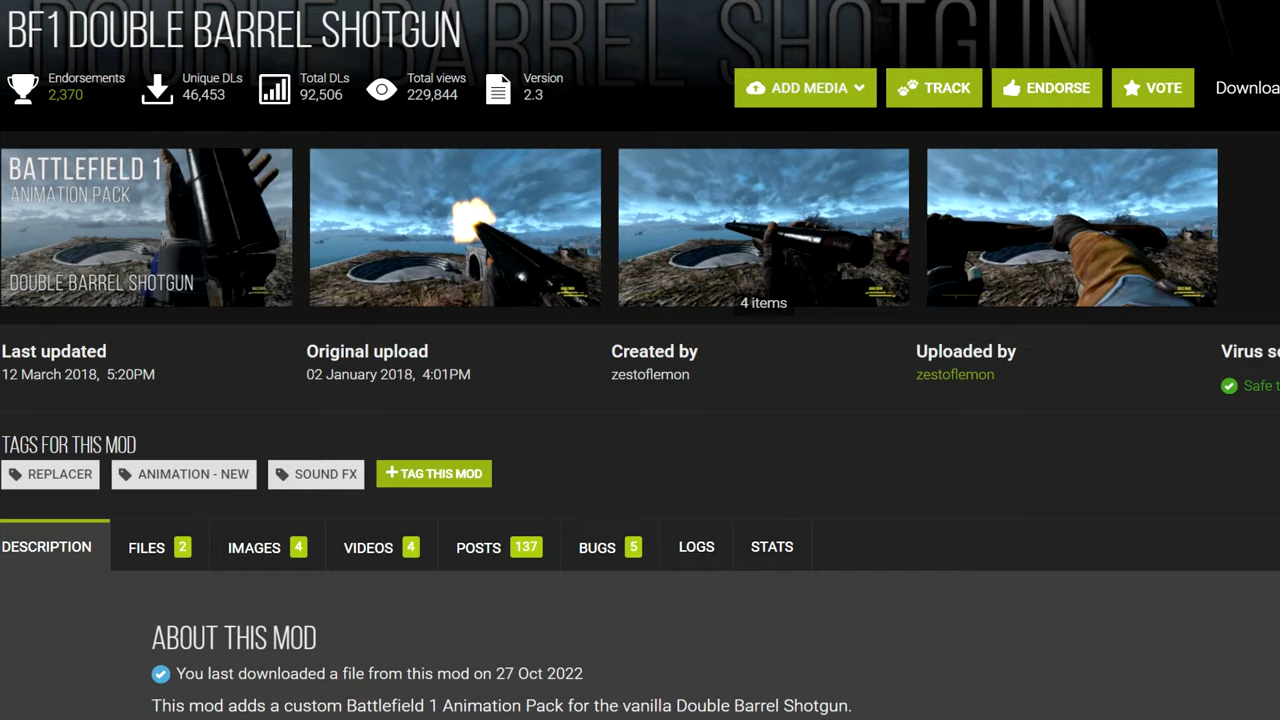 BF1 DOUBLE BARREL SHOTGUN
Endorsements
2,370
Unique DLs
46,453
Total DLs
92,506
Total views
229,844
Version
2.3
ADD MEDIA
TRACK
ENDORSE
VOTE
Downloa
BATTLEFIELD 1
ANIMATION PACK
DOUBLE BARREL SHOTGUN
4 items
Last updated
12 March 2018, 5:20PM
Original upload
02 January 2018, 4:01PM
Created by
zestoflemon
Uploaded by
zestoflemon
Virus s
Safe t
TAGS FOR THIS MOD
REPLACER
ANIMATION - NEW
SOUND FX
+ TAG THIS MOD
DESCRIPTION
FILES 2
IMAGES 4
VIDEOS 4
POSTS 137
BUGS 5
LOGS
STATS
ABOUT THIS MOD
You last downloaded a file from this mod on 27 Oct 2022
This mod adds a custom Battlefield 1 Animation Pack for the vanilla Double Barrel Shotgun.